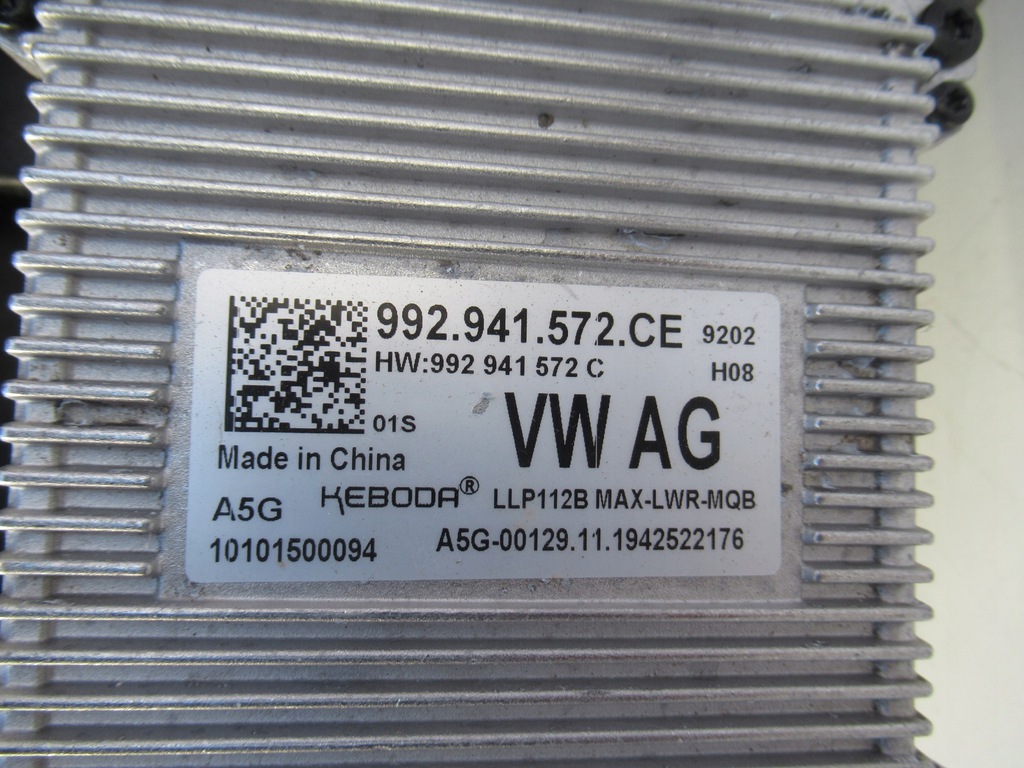 992.941.572.CE 9202
HW:992 941 572 C H08
01S VW AG
Made in China
A5G KEBODA® LLP112B MAX-LWR-MQB
10101500094 A5G-00129.11.1942522176